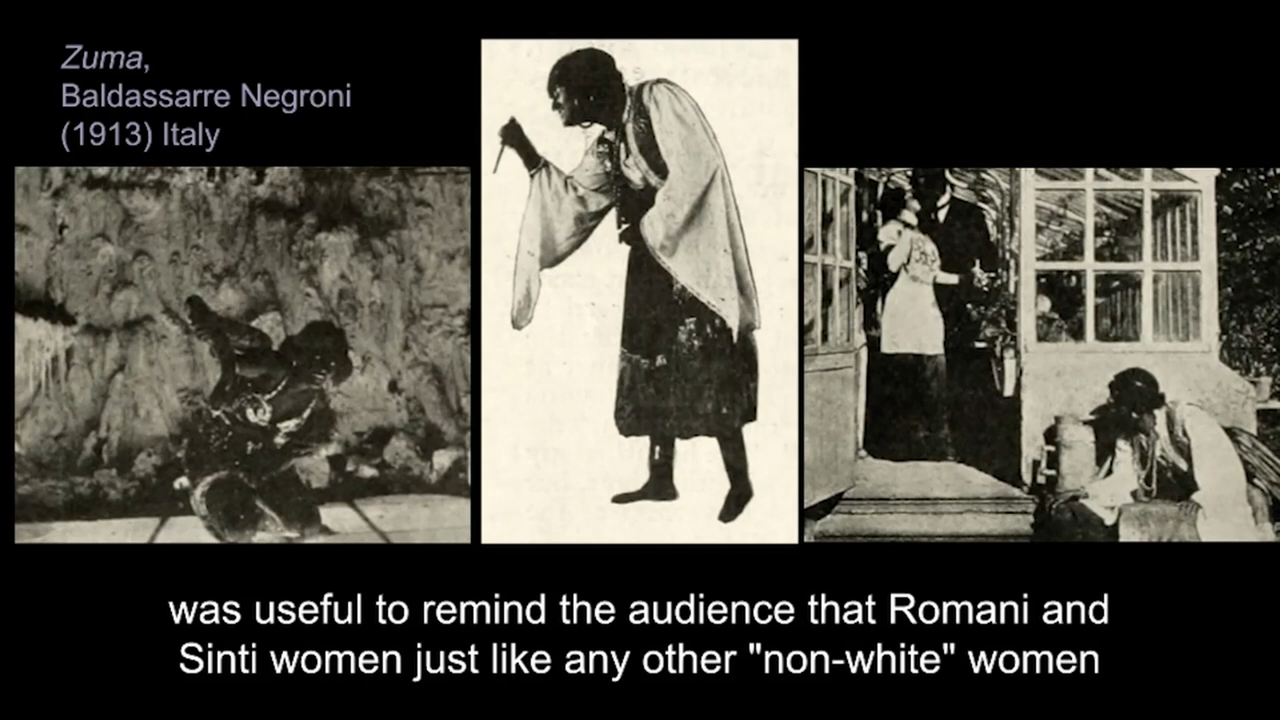 Zuma,
Baldassarre Negroni
(1913) Italy
was useful to remind the audience that Romani and
Sinti women just like any other "non-white" women